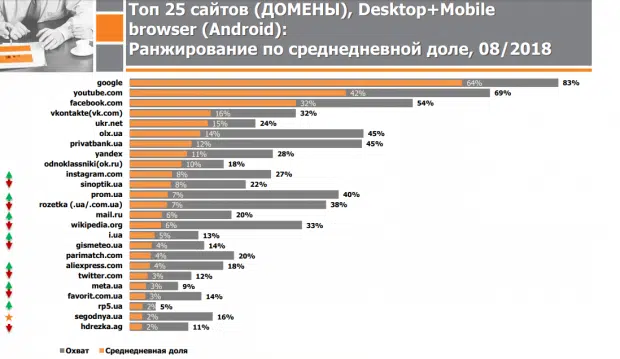 Топ 25 сайтов (ДОМЕНЫ), Desktop+Mobile
browser (Android):
Ранжирование по среднедневной доле, 08/2018
google 64% 83%
youtube.com 42% 69%
facebook.com 32% 54%
vkontakte(vk.com) 16% 32%
ukr.net 15% 24%
olx.ua 14% 45%
privatbank.ua 12% 45%
yandex 11% 28%
odnoklassniki(ok.ru) 10% 18%
instagram.com 8% 27%
sinoptik.ua 8% 22%
prom.ua 7% 40%
rozetka (.ua/.com.ua) 7% 38%
mail.ru 6% 20%
wikipedia.org 6% 33%
i.ua 5% 13%
gismeteo.ua 4% 14%
parimatch.com 4% 20%
aliexpress.com 4% 18%
twitter.com 3% 12%
meta.ua 3% 9%
favorit.com.ua 3% 14%
rp5.ua 2% 5%
segodnya.ua 2% 16%
hdrezka.ag 2% 11%
Охват Среднедневная доля